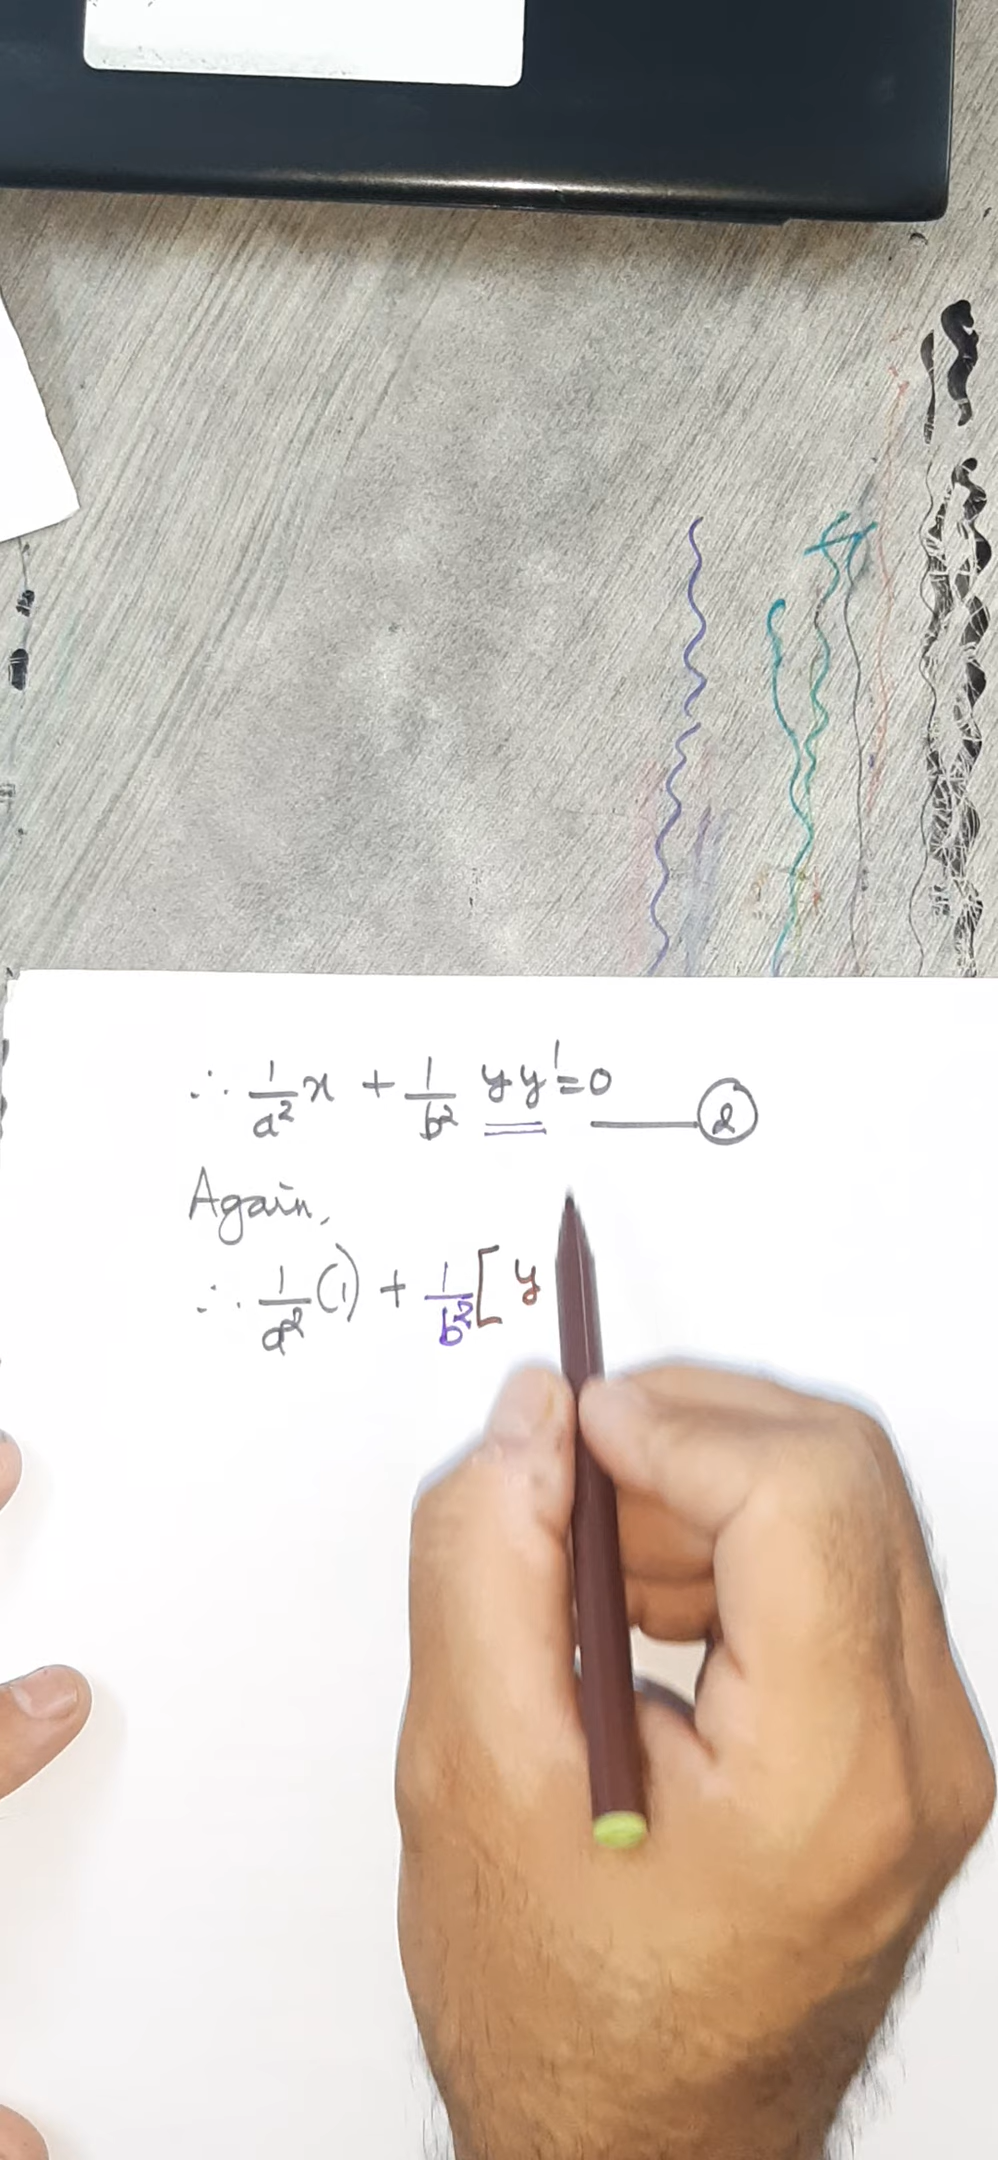 ∴ 1/a² x + 1/b² yy' = 0 —— ②
Again,
∴ 1/a² (1) + 1/b² [ y